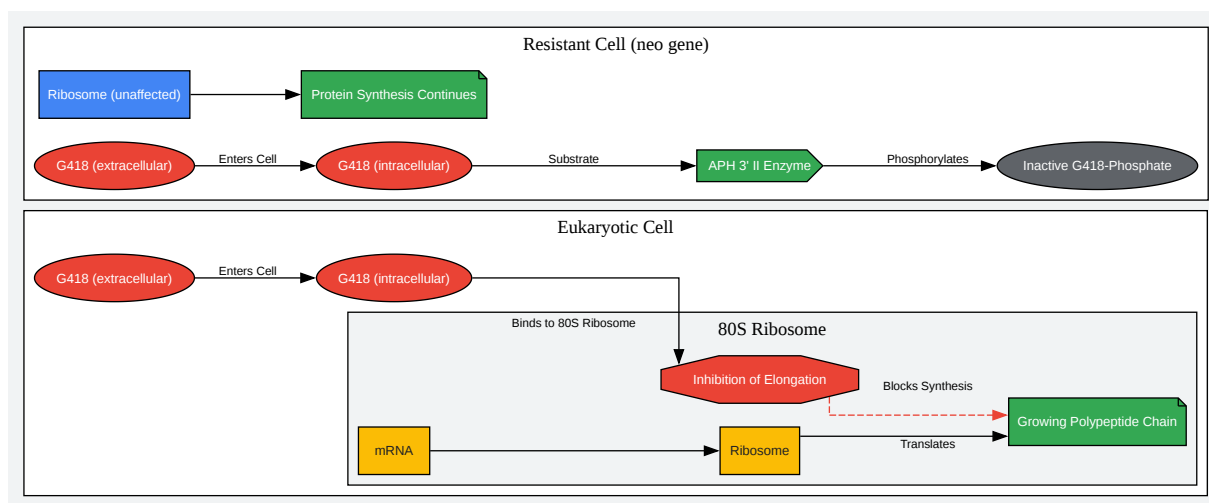 Resistant Cell (neo gene)
Ribosome (unaffected)
Protein Synthesis Continues
G418 (extracellular)
Enters Cell
G418 (intracellular)
Substrate
APH 3' II Enzyme
Phosphorylates
Inactive G418-Phosphate
Eukaryotic Cell
G418 (extracellular)
Enters Cell
G418 (intracellular)
Binds to 80S Ribosome
80S Ribosome
Inhibition of Elongation
Blocks Synthesis
Growing Polypeptide Chain
mRNA
Ribosome
Translates